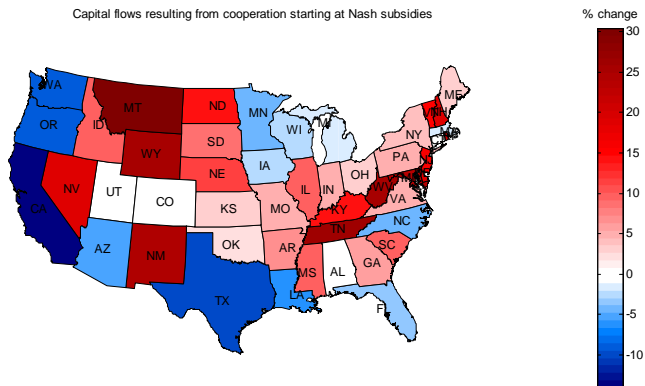 Capital flows resulting from cooperation starting at Nash subsidies
% change
WA
MT
ND
MN
ME
OR
ID
SD
WI
MI
NY
WY
IA
NE
PA
NV
UT
CO
IL
IN
OH
CA
KS
MO
KY
WV
VA
AZ
NM
OK
AR
TN
NC
SC
TX
LA
MS
AL
GA
30
25
20
15
10
5
0
-5
-10